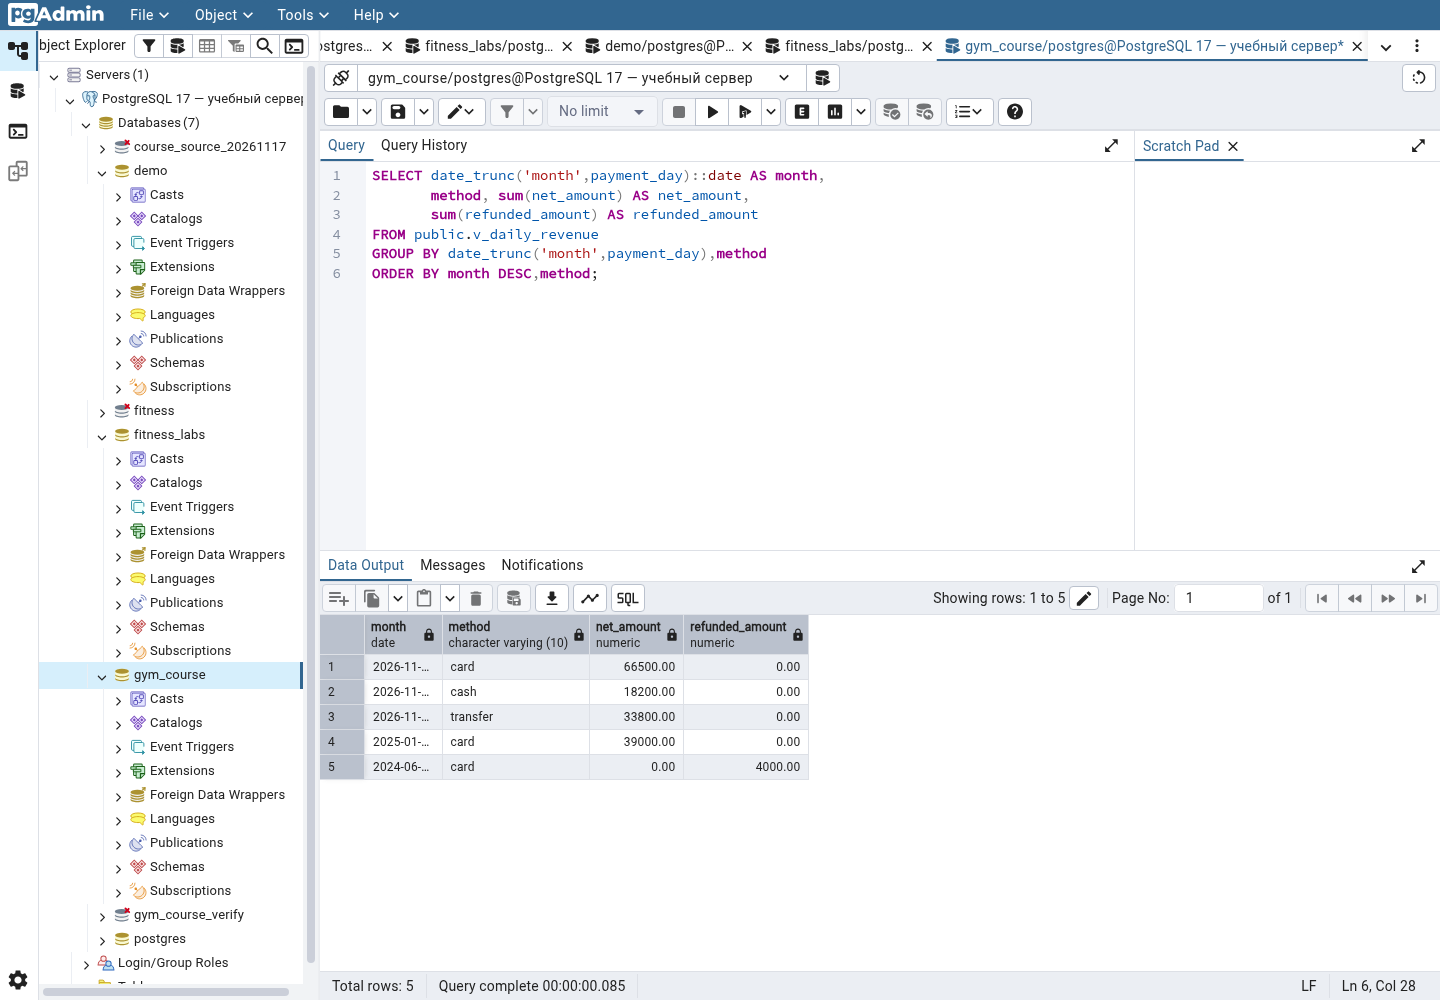 pgAdmin
File
Object
Tools
Help
bject Explorer
ostgres...
fitness_labs/postg...
demo/postgres@P...
fitness_labs/postg...
gym_course/postgres@PostgreSQL 17 — учебный сервер*
Servers (1)
PostgreSQL 17 — учебный сервер
Databases (7)
course_source_20261117
demo
Casts
Catalogs
Event Triggers
Extensions
Foreign Data Wrappers
Languages
Publications
Schemas
Subscriptions
fitness
fitness_labs
Casts
Catalogs
Event Triggers
Extensions
Foreign Data Wrappers
Languages
Publications
Schemas
Subscriptions
gym_course
Casts
Catalogs
Event Triggers
Extensions
Foreign Data Wrappers
Languages
Publications
Schemas
Subscriptions
gym_course_verify
postgres
Login/Group Roles
gym_course/postgres@PostgreSQL 17 — учебный сервер
No limit
E
Query
Query History
Scratch Pad
1 SELECT date_trunc('month',payment_day)::date AS month,
2 method, sum(net_amount) AS net_amount,
3 sum(refunded_amount) AS refunded_amount
4 FROM public.v_daily_revenue
5 GROUP BY date_trunc('month',payment_day),method
6 ORDER BY month DESC,method;
Data Output
Messages
Notifications
SQL
Showing rows: 1 to 5
Page No:
1
of 1
month date
method character varying (10)
net_amount numeric
refunded_amount numeric
1 2026-11-... card 66500.00 0.00
2 2026-11-... cash 18200.00 0.00
3 2026-11-... transfer 33800.00 0.00
4 2025-01-... card 39000.00 0.00
5 2024-06-... card 0.00 4000.00
Total rows: 5
Query complete 00:00:00.085
LF
Ln 6, Col 28